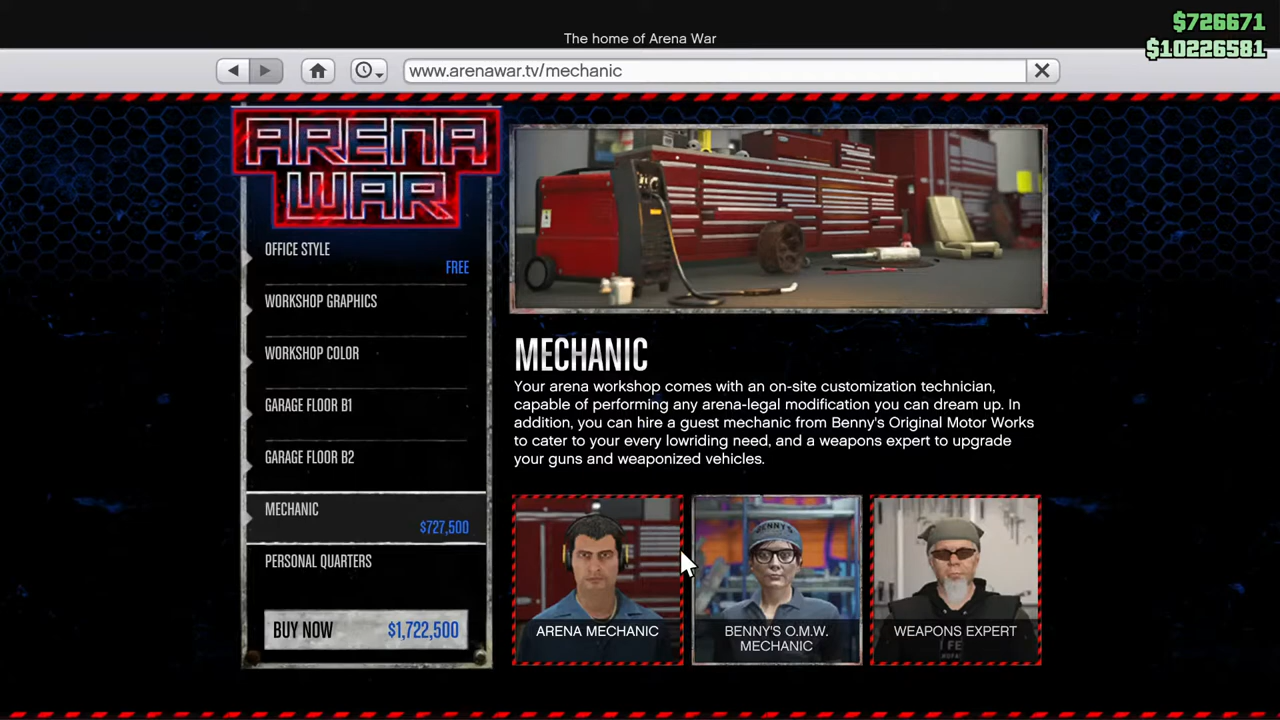 The home of Arena War
$726671
$10226581
www.arenawar.tv/mechanic
ARENA
WAR
OFFICE STYLE
FREE
WORKSHOP GRAPHICS
WORKSHOP COLOR
GARAGE FLOOR B1
GARAGE FLOOR B2
MECHANIC
$727,500
PERSONAL QUARTERS
BUY NOW $1,722,500
MECHANIC
Your arena workshop comes with an on-site customization technician,
capable of performing any arena-legal modification you can dream up. In
addition, you can hire a guest mechanic from Benny's Original Motor Works
to cater to your every lowriding need, and a weapons expert to upgrade
your guns and weaponized vehicles.
ARENA MECHANIC
BENNY'S
BENNY'S O.M.W.
MECHANIC
WEAPONS EXPERT